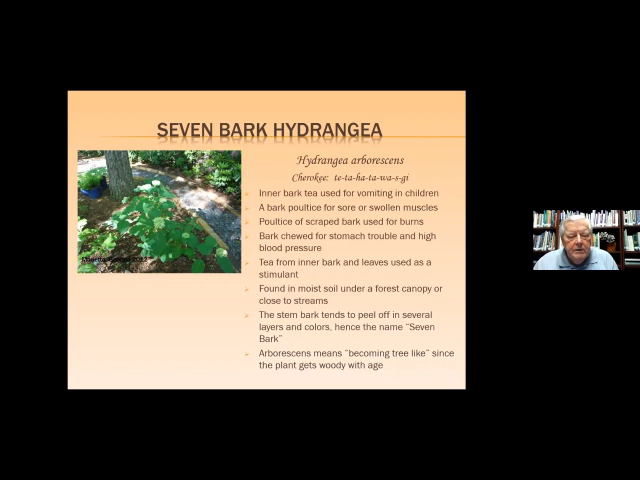 SEVEN BARK HYDRANGEA
Hydrangea arborescens
Cherokee: te-ta-ha-ta-wa-s-gi
Inner bark tea used for vomiting in children
A bark poultice for sore or swollen muscles
Poultice of scraped bark used for burns
Bark chewed for stomach trouble and high
blood pressure
Tea from inner bark and leaves used as a
stimulant
Found in moist soil under a forest canopy or
close to streams
The stem bark tends to peel off in several
layers and colors, hence the name “Seven
Bark”
Arborescens means “becoming tree like” since
the plant gets woody with age